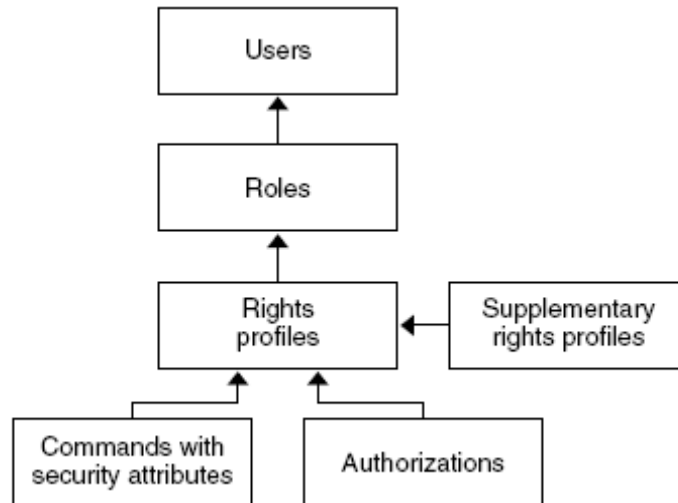 Users
Roles
Rights
profiles
Supplementary
rights profiles
Commands with
security attributes
Authorizations